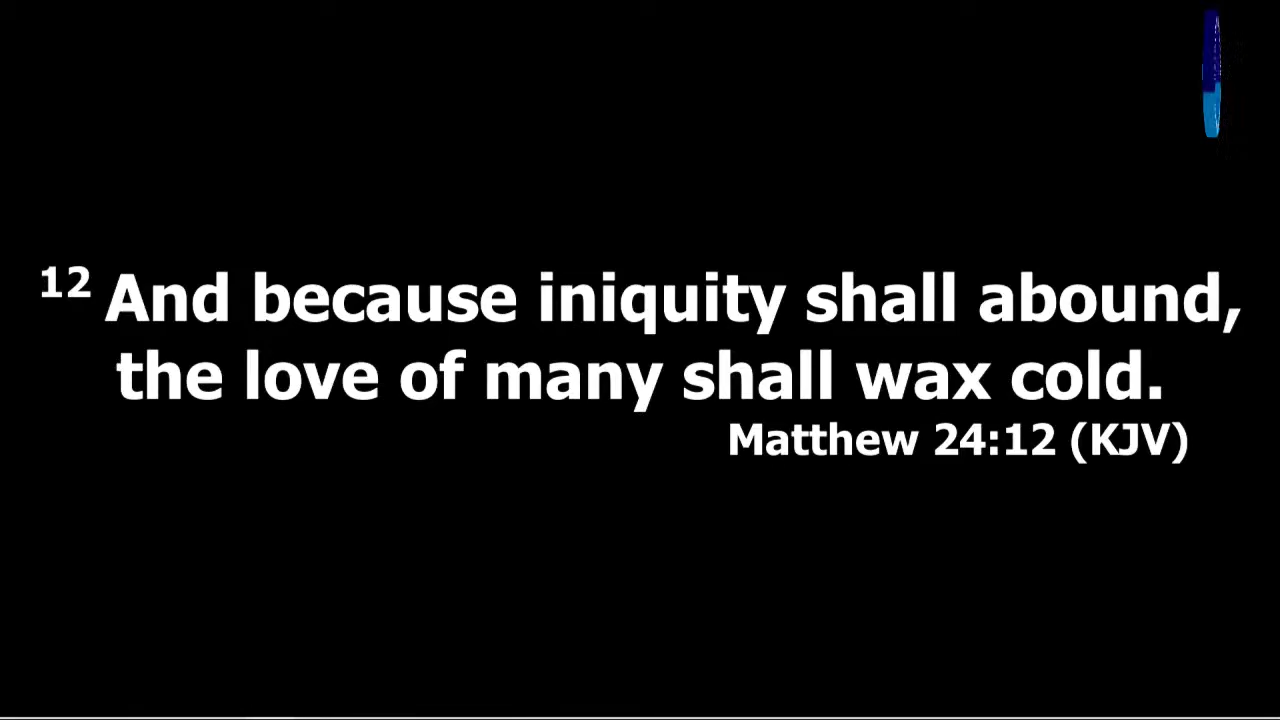 12 And because iniquity shall abound,
the love of many shall wax cold.
Matthew 24:12 (KJV)